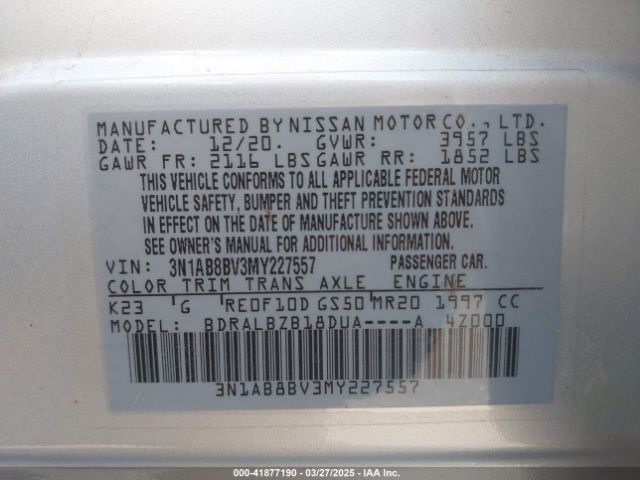 MANUFACTURED BY NISSAN MOTOR CO., LTD.
DATE: 12/20. GVWR: 3957 LBS
GAWR FR: 2116 LBS GAWR RR: 1852 LBS
THIS VEHICLE CONFORMS TO ALL APPLICABLE FEDERAL MOTOR
VEHICLE SAFETY, BUMPER AND THEFT PREVENTION STANDARDS
IN EFFECT ON THE DATE OF MANUFACTURE SHOWN ABOVE.
SEE OWNER'S MANUAL FOR ADDITIONAL INFORMATION.
VIN: 3N1AB8BV3MY227557 PASSENGER CAR.
COLOR TRIM TRANS AXLE ENGINE
K23 G RE0F10D GS50 MR20 1997 CC
MODEL: BDRALBZB18DUA----A 4Z000
3N1AB8BV3MY227557
000-41877190 | 03/27/2025 | IAA Inc.